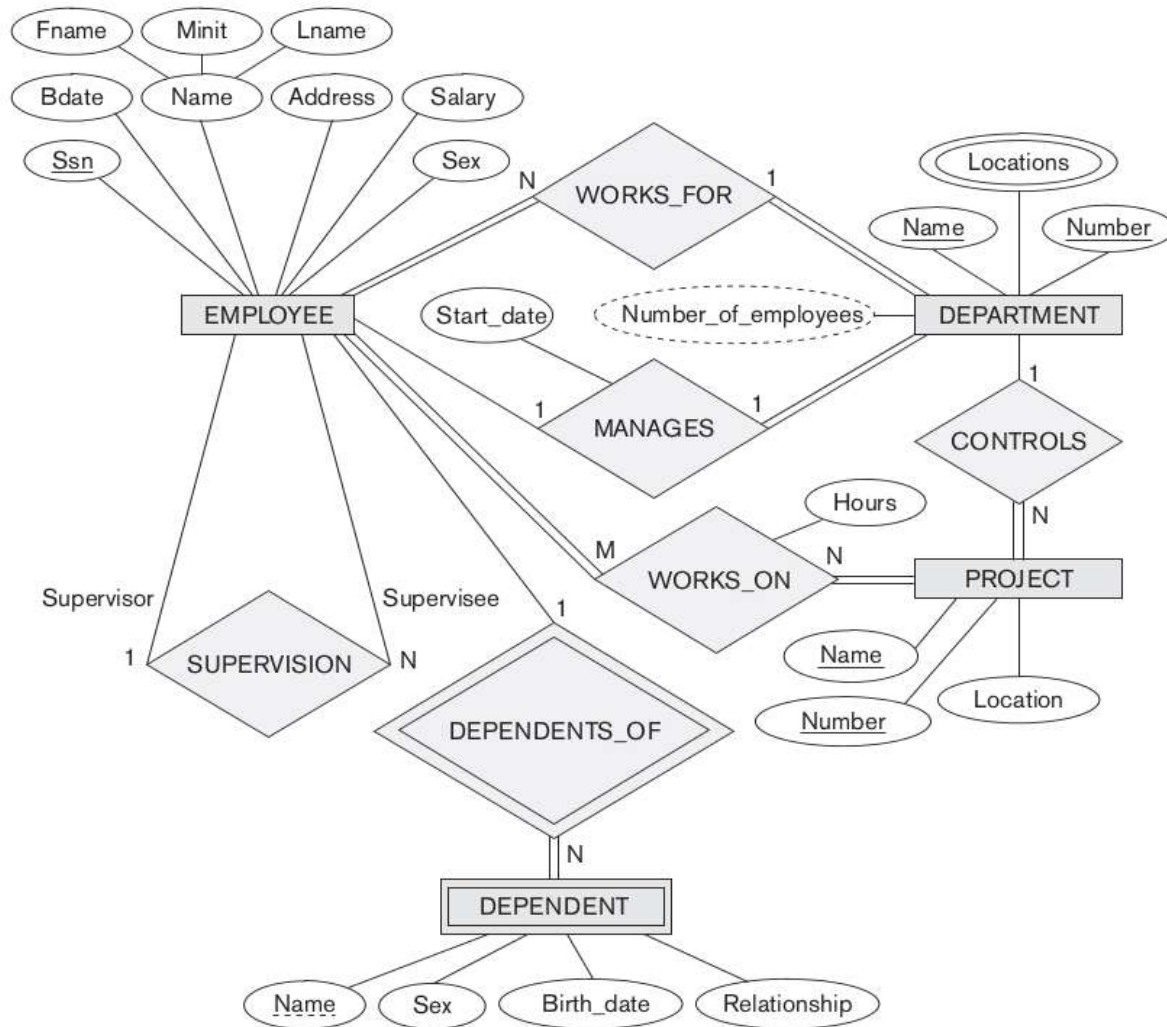 Fname Minit Lname
Bdate Name Address Salary
Ssn Sex
N WORKS_FOR 1
Locations
Name Number
EMPLOYEE
Start_date
Number_of_employees
DEPARTMENT
1 MANAGES 1
1
CONTROLS
N
Hours
M WORKS_ON N
PROJECT
Supervisor Supervisee
1 SUPERVISION N
1
Name
Number
Location
DEPENDENTS_OF
N
DEPENDENT
Name Sex Birth_date Relationship